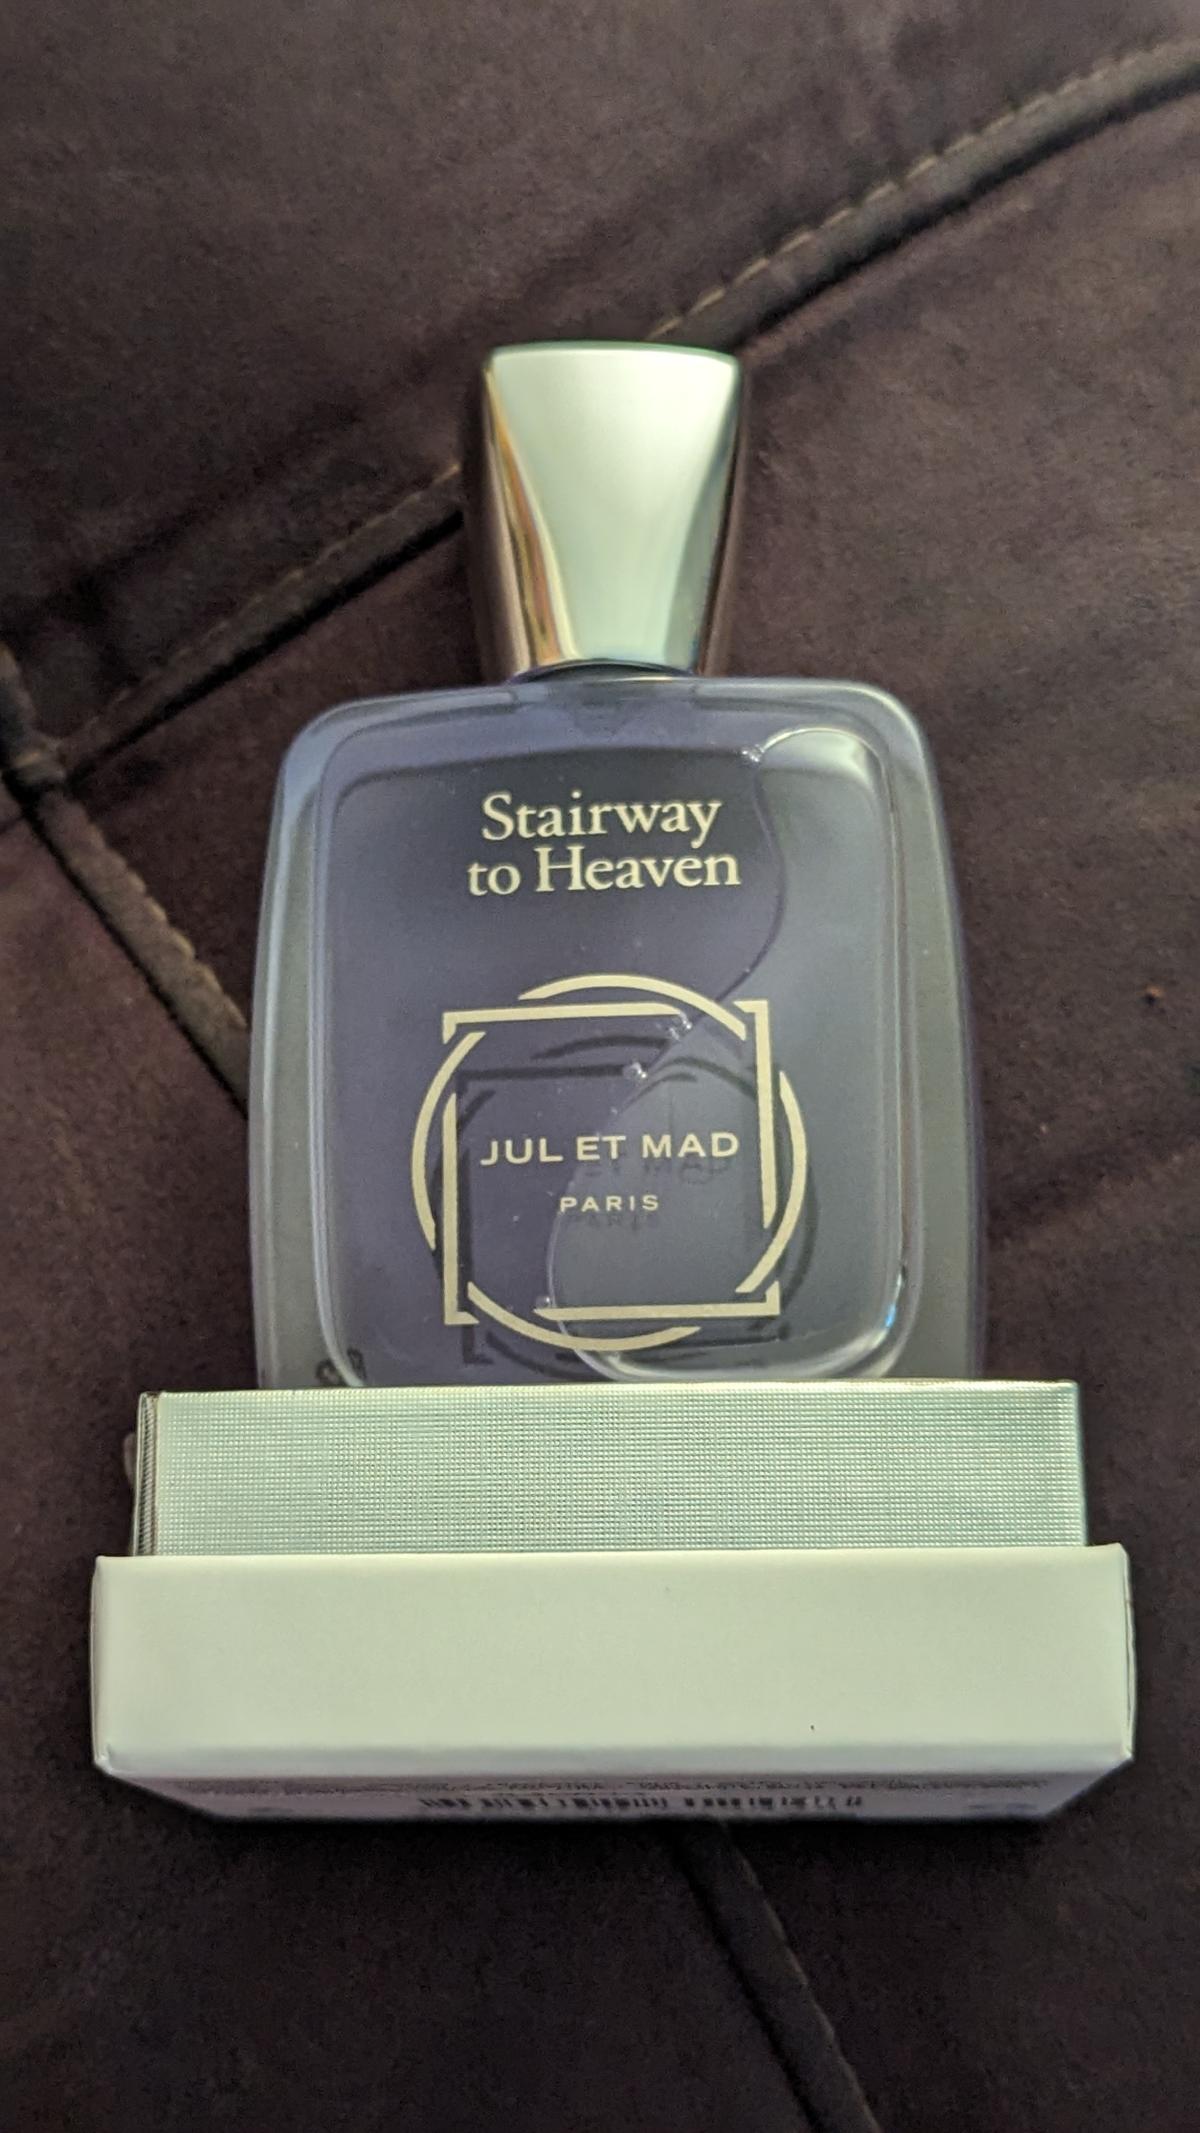 Stairway
to Heaven
JUL ET MAD
PARIS